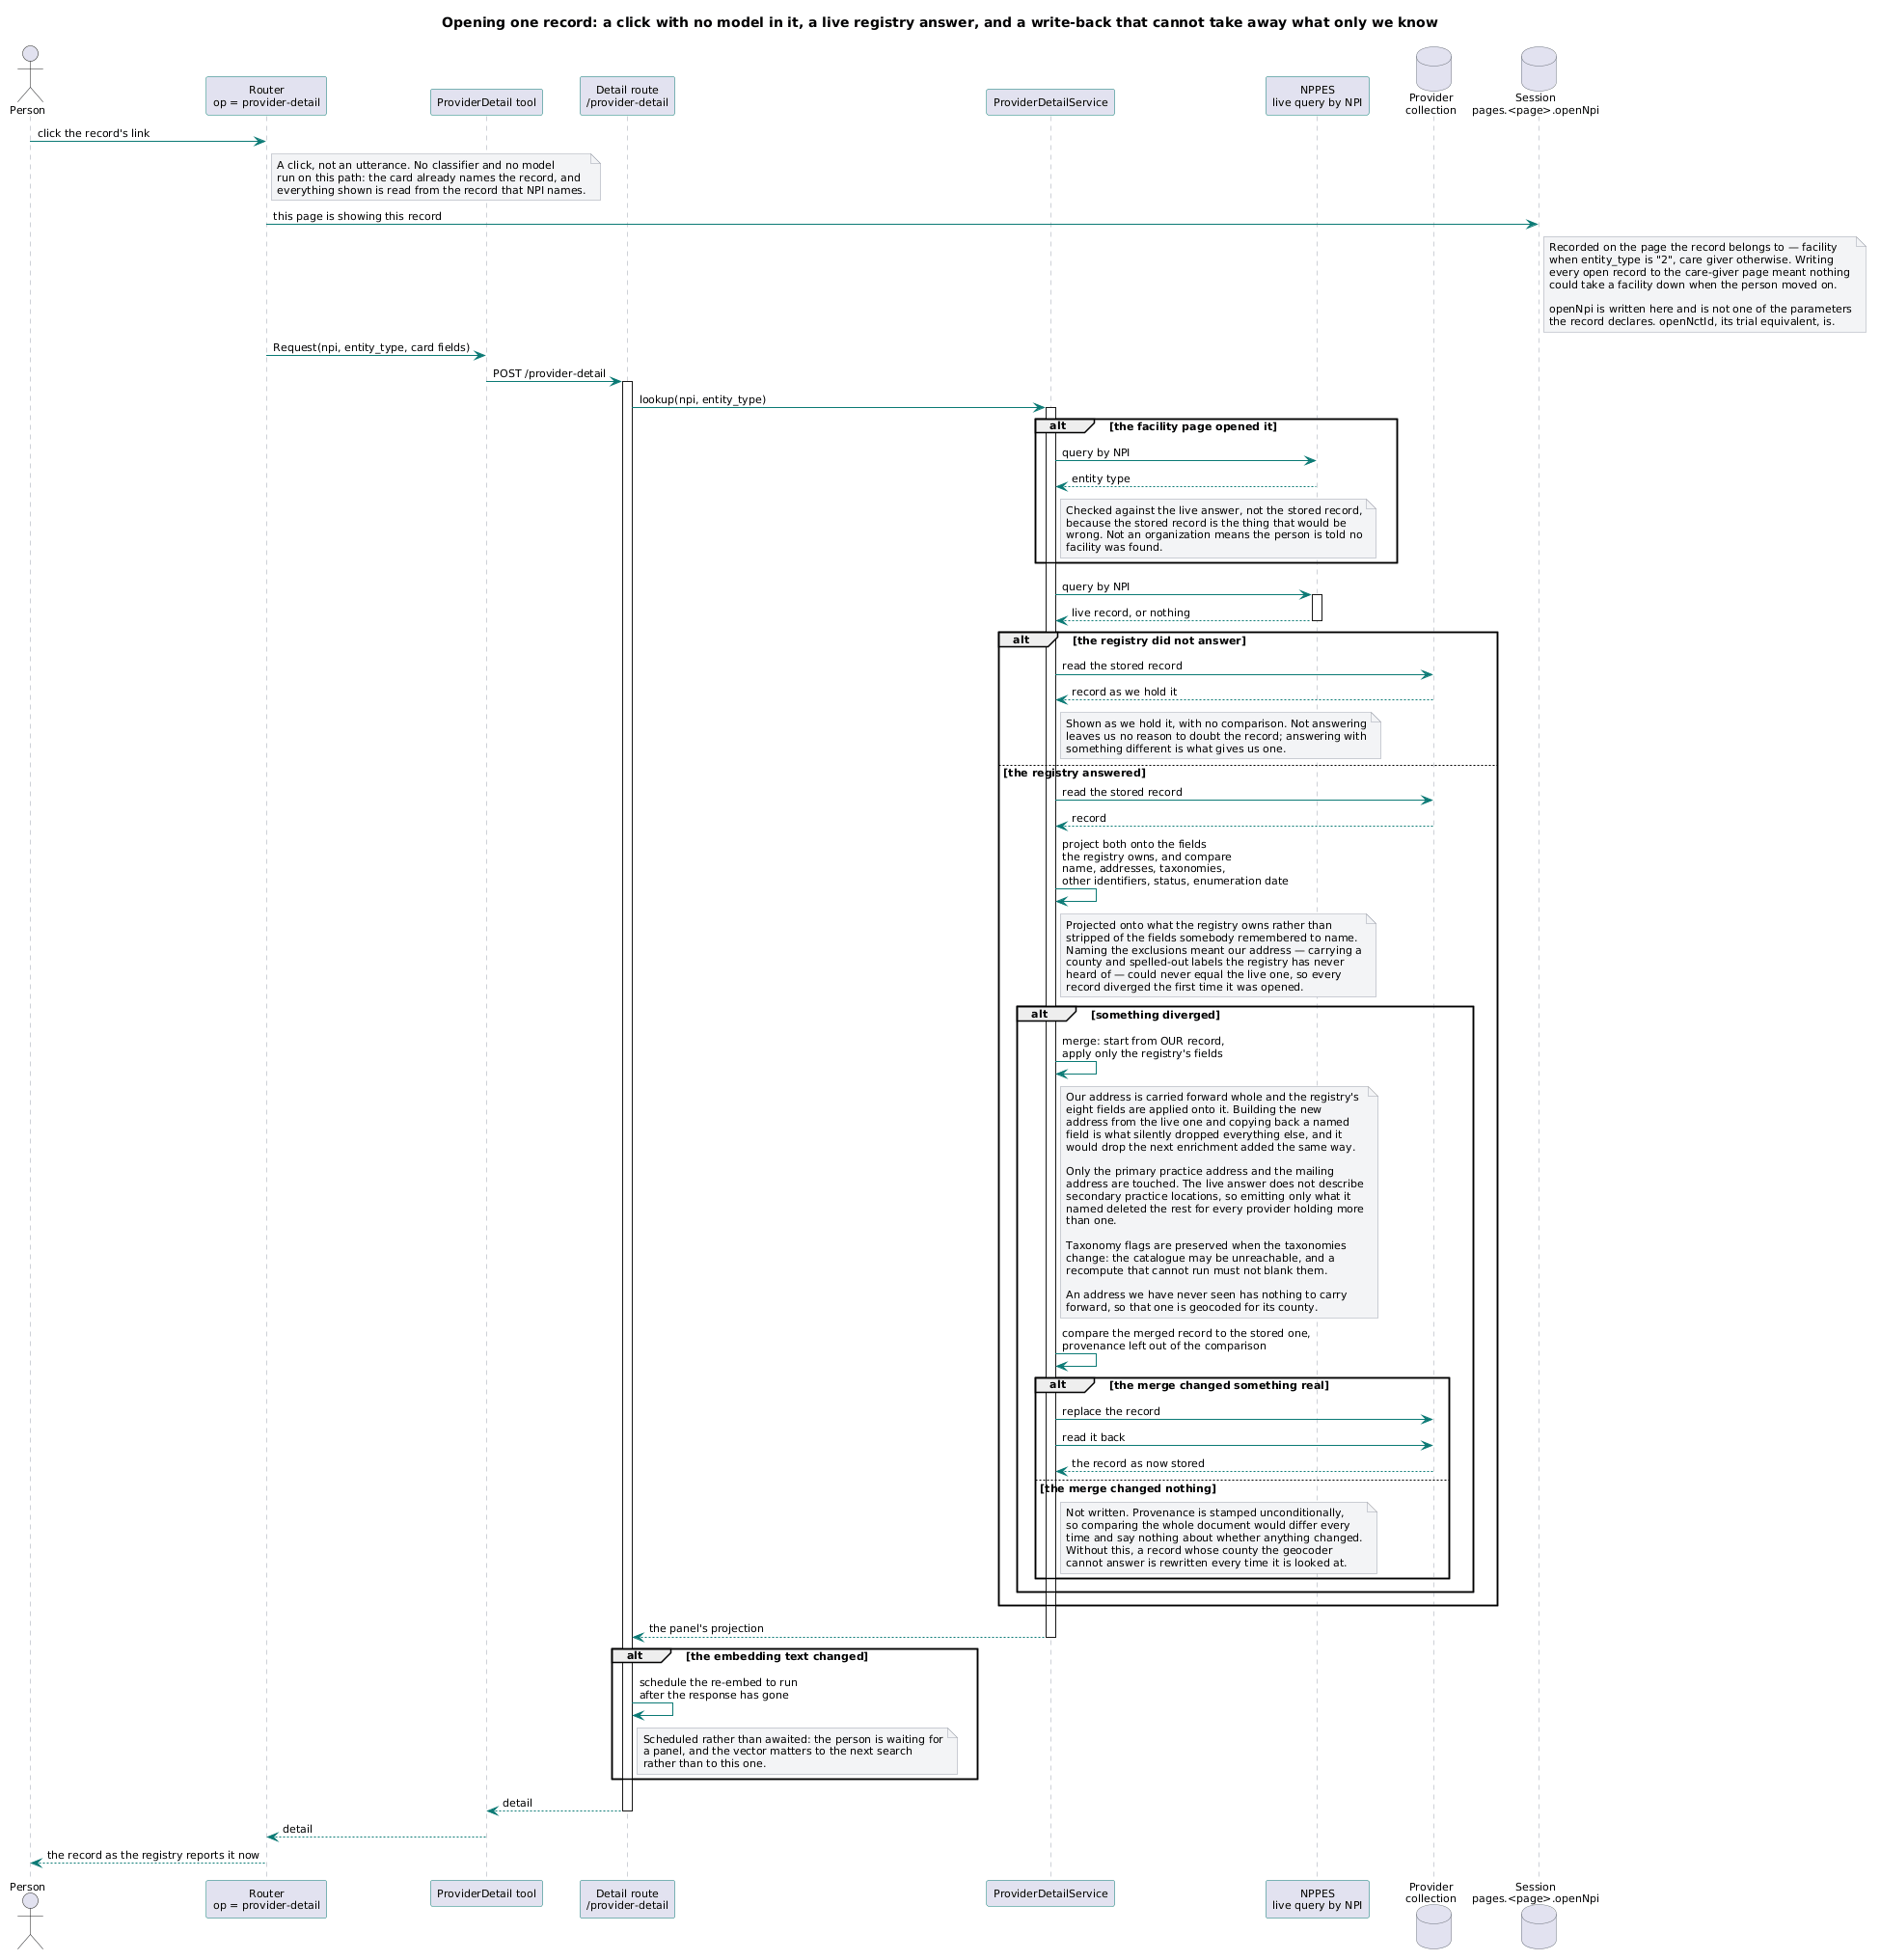 Opening one record: a click with no model in it, a live registry answer, and a write-back that cannot take away what only we know
Person
Router
op = provider-detail
ProviderDetail tool
Detail route
/provider-detail
ProviderDetailService
NPPES
live query by NPI
Provider
collection
Session
pages.<page>.openNpi
click the record's link
A click, not an utterance. No classifier and no model
run on this path: the card already names the record, and
everything shown is read from the record that NPI names.
this page is showing this record
Recorded on the page the record belongs to — facility
when entity_type is "2", care giver otherwise. Writing
every open record to the care-giver page meant nothing
could take a facility down when the person moved on.
openNpi is written here and is not one of the parameters
the record declares. openNctId, its trial equivalent, is.
Request(npi, entity_type, card fields)
POST /provider-detail
lookup(npi, entity_type)
alt
[the facility page opened it]
query by NPI
entity type
Checked against the live answer, not the stored record,
because the stored record is the thing that would be
wrong. Not an organization means the person is told no
facility was found.
query by NPI
live record, or nothing
alt
[the registry did not answer]
read the stored record
record as we hold it
Shown as we hold it, with no comparison. Not answering
leaves us no reason to doubt the record; answering with
something different is what gives us one.
[the registry answered]
read the stored record
record
project both onto the fields
the registry owns, and compare
name, addresses, taxonomies,
other identifiers, status, enumeration date
Projected onto what the registry owns rather than
stripped of the fields somebody remembered to name.
Naming the exclusions meant our address — carrying a
county and spelled-out labels the registry has never
heard of — could never equal the live one, so every
record diverged the first time it was opened.
alt
[something diverged]
merge: start from OUR record,
apply only the registry's fields
Our address is carried forward whole and the registry's
eight fields are applied onto it. Building the new
address from the live one and copying back a named
field is what silently dropped everything else, and it
would drop the next enrichment added the same way.
Only the primary practice address and the mailing
address are touched. The live answer does not describe
secondary practice locations, so emitting only what it
named deleted the rest for every provider holding more
than one.
Taxonomy flags are preserved when the taxonomies
change: the catalogue may be unreachable, and a
recompute that cannot run must not blank them.
An address we have never seen has nothing to carry
forward, so that one is geocoded for its county.
compare the merged record to the stored one,
provenance left out of the comparison
alt
[the merge changed something real]
replace the record
read it back
the record as now stored
[the merge changed nothing]
Not written. Provenance is stamped unconditionally,
so comparing the whole document would differ every
time and say nothing about whether anything changed.
Without this, a record whose county the geocoder
cannot answer is rewritten every time it is looked at.
the panel's projection
alt
[the embedding text changed]
schedule the re-embed to run
after the response has gone
Scheduled rather than awaited: the person is waiting for
a panel, and the vector matters to the next search
rather than to this one.
detail
detail
the record as the registry reports it now
Person
Router
op = provider-detail
ProviderDetail tool
Detail route
/provider-detail
ProviderDetailService
NPPES
live query by NPI
Provider
collection
Session
pages.<page>.openNpi